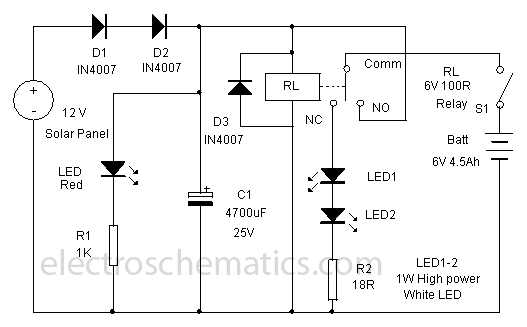 D1
IN4007
D2
IN4007
+
-
12 V
Solar Panel
LED
Red
R1
1K
D3
IN4007
RL
C1
4700uF
25V
+
Comm
NC
NO
LED1
LED2
R2
18R
RL
6V 100R
Relay
S1
Batt
6V 4.5Ah
LED1-2
1W High power
White LED
electroschematics.com